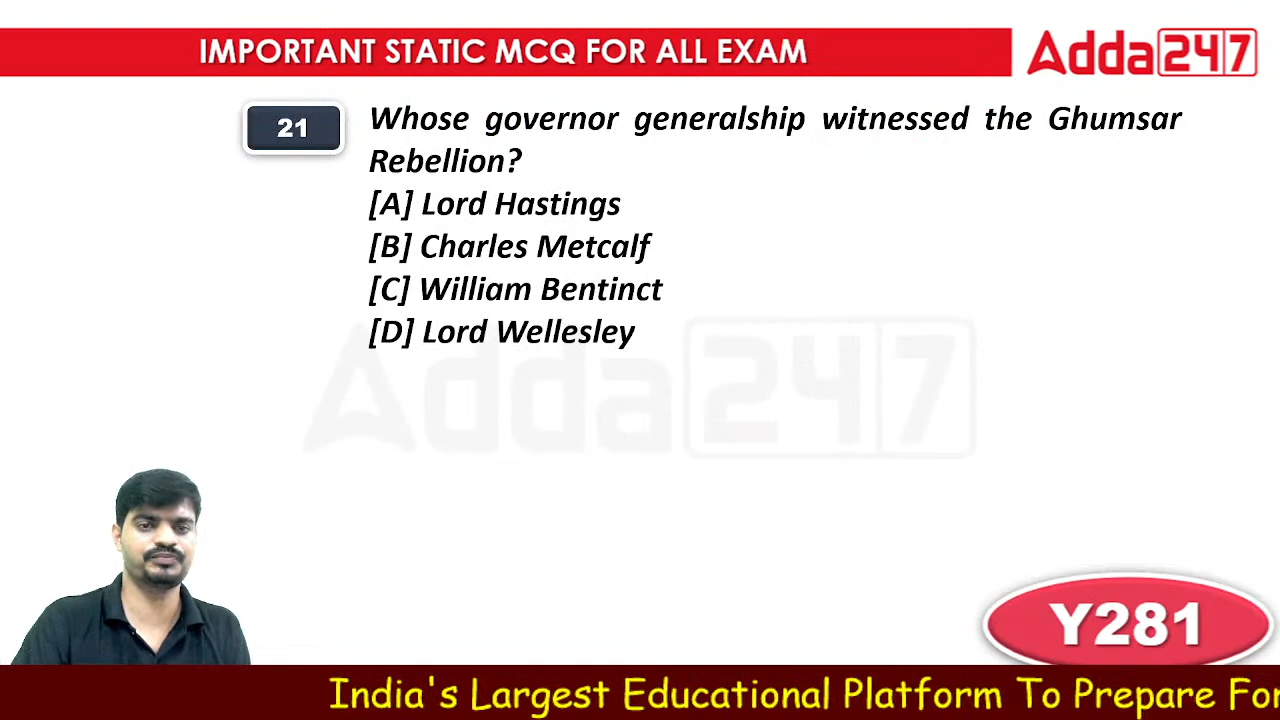 IMPORTANT STATIC MCQ FOR ALL EXAM
Adda247
21
Whose governor generalship witnessed the Ghumsar
Rebellion?
[A] Lord Hastings
[B] Charles Metcalf
[C] William Bentinct
[D] Lord Wellesley
Adda247
Y281
India's Largest Educational Platform To Prepare For